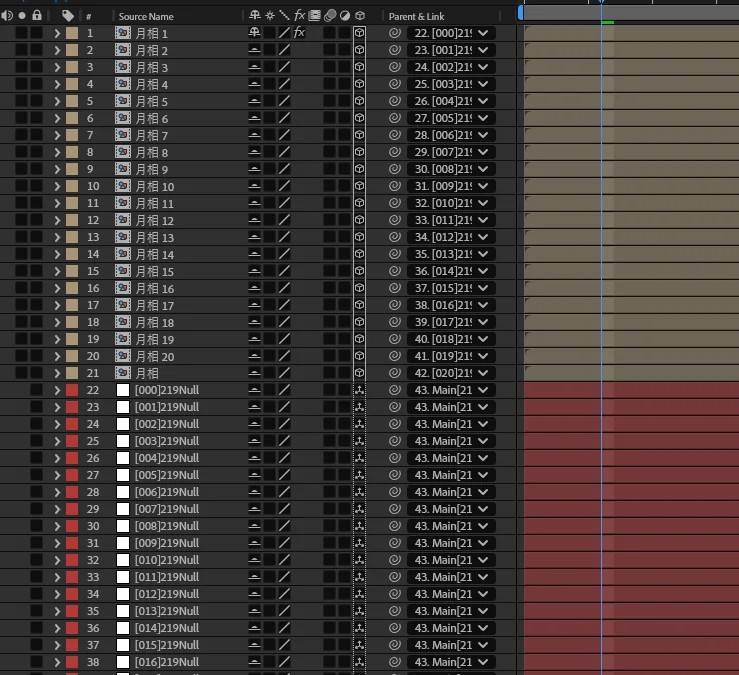 # Source Name fx Parent & Link
1 月相 1 fx 22. [000]219
2 月相 2 23. [001]219
3 月相 3 24. [002]219
4 月相 4 25. [003]219
5 月相 5 26. [004]219
6 月相 6 27. [005]219
7 月相 7 28. [006]219
8 月相 8 29. [007]219
9 月相 9 30. [008]219
10 月相 10 31. [009]219
11 月相 11 32. [010]219
12 月相 12 33. [011]219
13 月相 13 34. [012]219
14 月相 14 35. [013]219
15 月相 15 36. [014]219
16 月相 16 37. [015]219
17 月相 17 38. [016]219
18 月相 18 39. [017]219
19 月相 19 40. [018]219
20 月相 20 41. [019]219
21 月相 42. [020]219
22 [000]219Null 43. Main[21
23 [001]219Null 43. Main[21
24 [002]219Null 43. Main[21
25 [003]219Null 43. Main[21
26 [004]219Null 43. Main[21
27 [005]219Null 43. Main[21
28 [006]219Null 43. Main[21
29 [007]219Null 43. Main[21
30 [008]219Null 43. Main[21
31 [009]219Null 43. Main[21
32 [010]219Null 43. Main[21
33 [011]219Null 43. Main[21
34 [012]219Null 43. Main[21
35 [013]219Null 43. Main[21
36 [014]219Null 43. Main[21
37 [015]219Null 43. Main[21
38 [016]219Null 43. Main[21